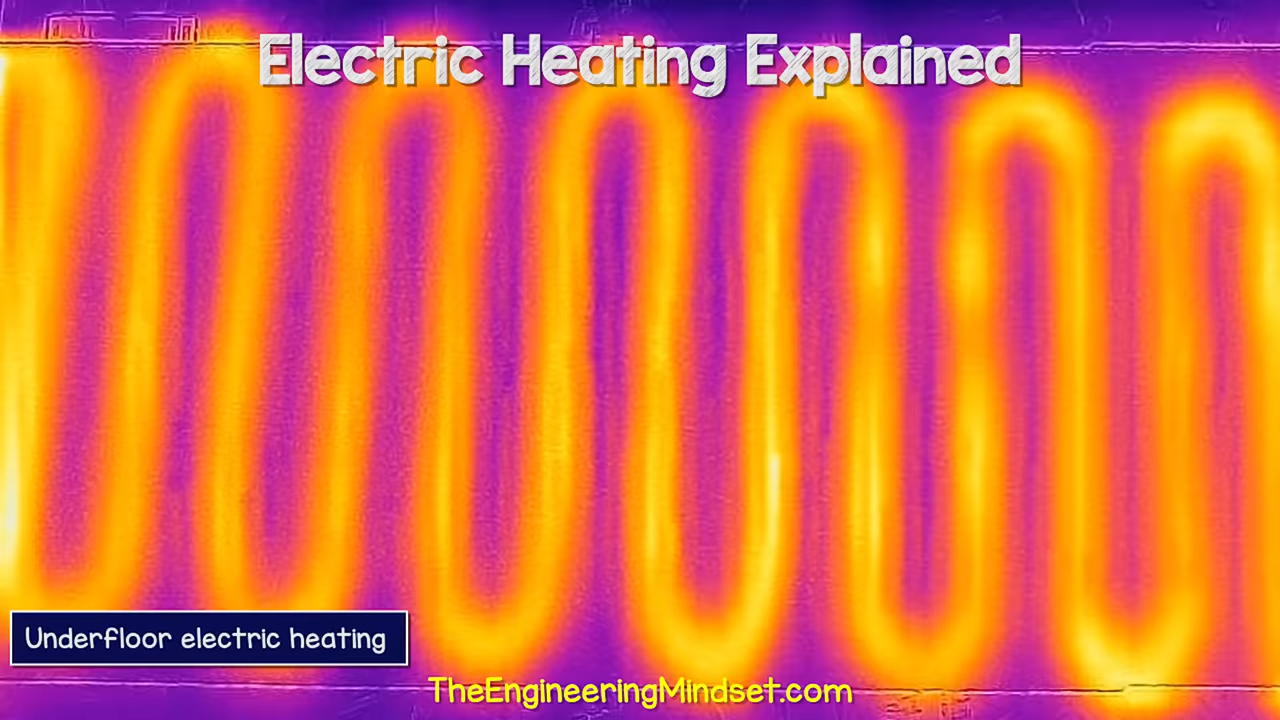 Electric Heating Explained
Underfloor electric heating
TheEngineeringMindset.com